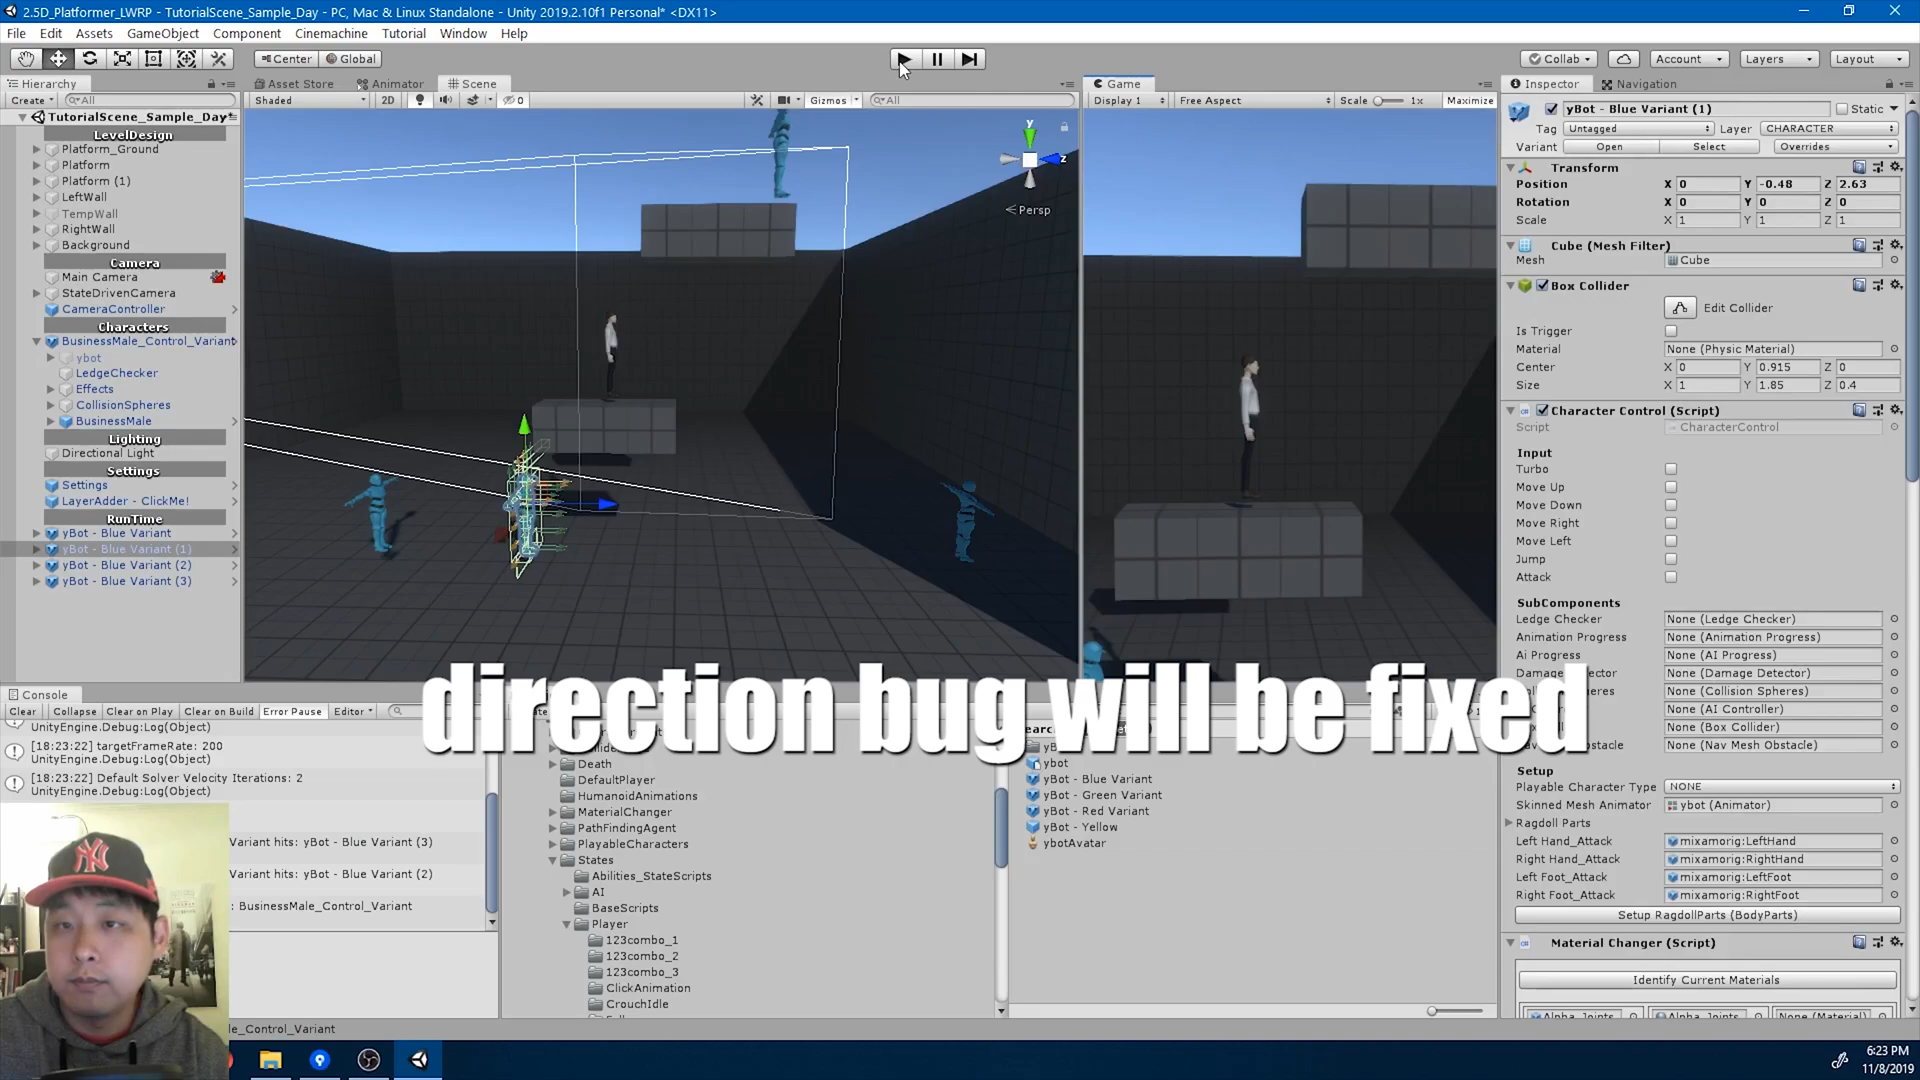 2.5D_Platformer_LWRP - TutorialScene_Sample_Day - PC, Mac & Linux Standalone - Unity 2019.2.10f1 Personal* <DX11>
File Edit Assets GameObject Component Cinemachine Tutorial Window Help
Center Global Collab Account Layers Layout
Hierarchy
Create All
TutorialScene_Sample_Day*
LevelDesign
Platform_Ground
Platform
Platform (1)
LeftWall
TempWall
RightWall
Background
Camera
Main Camera
StateDrivenCamera
CameraController
Characters
BusinessMale_Control_Variant
ybot
LedgeChecker
Effects
CollisionSpheres
BusinessMale
Lighting
Directional Light
Settings
Settings
LayerAdder - ClickMe!
RunTime
yBot - Blue Variant
yBot - Blue Variant (1)
yBot - Blue Variant (2)
yBot - Blue Variant (3)
Asset Store Animator Scene
Shaded 2D 0 Gizmos All
y
z
Persp
Game
Display 1 Free Aspect Scale 1x Maximize
Inspector Navigation
yBot - Blue Variant (1) Static
Tag Untagged Layer CHARACTER
Variant Open Select Overrides
Transform
Position X 0 Y -0.48 Z 2.63
Rotation X 0 Y 0 Z 0
Scale X 1 Y 1 Z 1
Cube (Mesh Filter)
Mesh Cube
Box Collider
Edit Collider
Is Trigger
Material None (Physic Material)
Center X 0 Y 0.915 Z 0
Size X 1 Y 1.85 Z 0.4
Character Control (Script)
Script CharacterControl
Input
Turbo
Move Up
Move Down
Move Right
Move Left
Jump
Attack
SubComponents
Ledge Checker None (Ledge Checker)
Animation Progress None (Animation Progress)
Ai Progress None (AI Progress)
None (Damage Detector)
None (Collision Spheres)
None (AI Controller)
None (Box Collider)
None (Nav Mesh Obstacle)
Setup
Playable Character Type NONE
Skinned Mesh Animator ybot (Animator)
Ragdoll Parts
Left Hand_Attack mixamorig:LeftHand
Right Hand_Attack mixamorig:RightHand
Left Foot_Attack mixamorig:LeftFoot
Right Foot_Attack mixamorig:RightFoot
Setup RagdollParts (BodyParts)
Material Changer (Script)
Identify Current Materials
Alpha_Joints Alpha_Joints None (Material)
direction bug will be fixed
Console
Clear Collapse Clear on Play Clear on Build Error Pause Editor
UnityEngine.Debug:Log(Object)
[18:23:22] targetFrameRate: 200
UnityEngine.Debug:Log(Object)
[18:23:22] Default Solver Velocity Iterations: 2
UnityEngine.Debug:Log(Object)
Variant hits: yBot - Blue Variant (3)
Variant hits: yBot - Blue Variant (2)
: BusinessMale_Control_Variant
le_Control_Variant
Death
DefaultPlayer
HumanoidAnimations
MaterialChanger
PathFindingAgent
PlayableCharacters
States
Abilities_StateScripts
AI
BaseScripts
Player
123combo_1
123combo_2
123combo_3
ClickAnimation
CrouchIdle
ybot
yBot - Blue Variant
yBot - Green Variant
yBot - Red Variant
yBot - Yellow
ybotAvatar
6:23 PM
11/8/2019